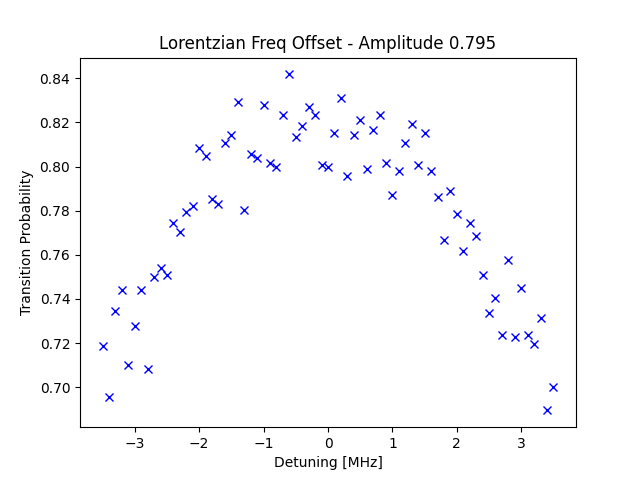 Lorentzian Freq Offset - Amplitude 0.795
Transition Probability
0.84
0.82
0.80
0.78
0.76
0.74
0.72
0.70
−3 −2 −1 0 1 2 3
Detuning [MHz]